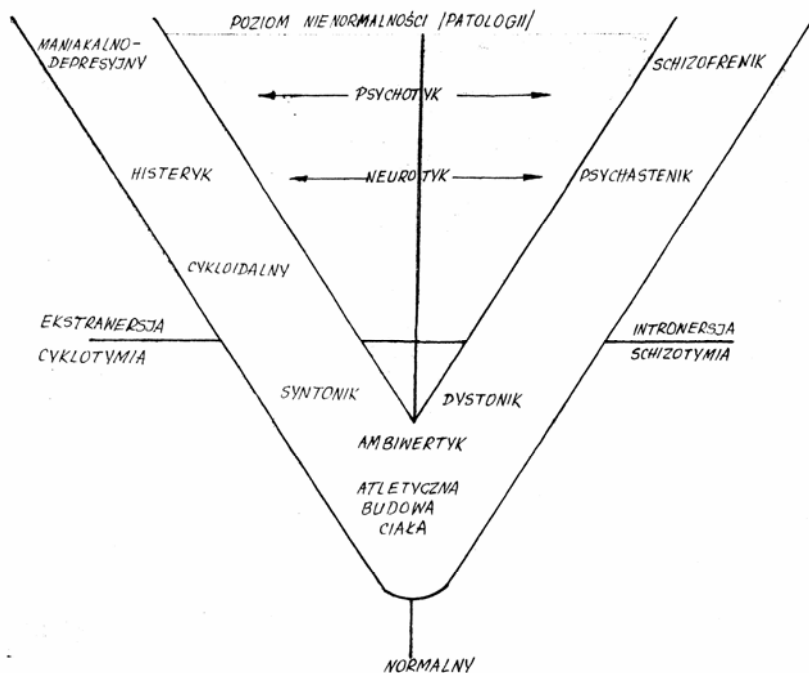 POZIOM NIENORMALNOŚCI /PATOLOGII/
MANIAKALNO-
DEPRESYJNY
SCHIZOFRENIK
PSYCHOTYK
HISTERYK
NEUROTYK
PSYCHASTENIK
CYKLOIDALNY
EKSTRAWERSJA
CYKLOTYMIA
INTROWERSJA
SCHIZOTYMIA
SYNTONIK
DYSTONIK
AMBIWERTYK
ATLETYCZNA
BUDOWA
CIAŁA
NORMALNY